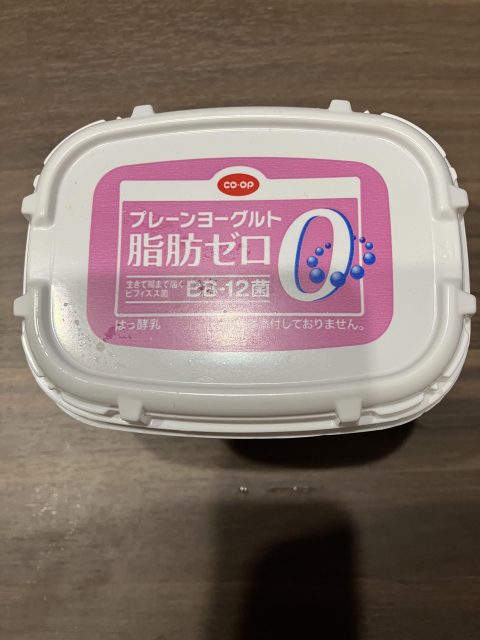 CO·OP
プレーンヨーグルト
脂肪ゼロ 0
生きて腸まで届く
ビフィズス菌 BB-12菌
はっ酵乳 付しておりません。